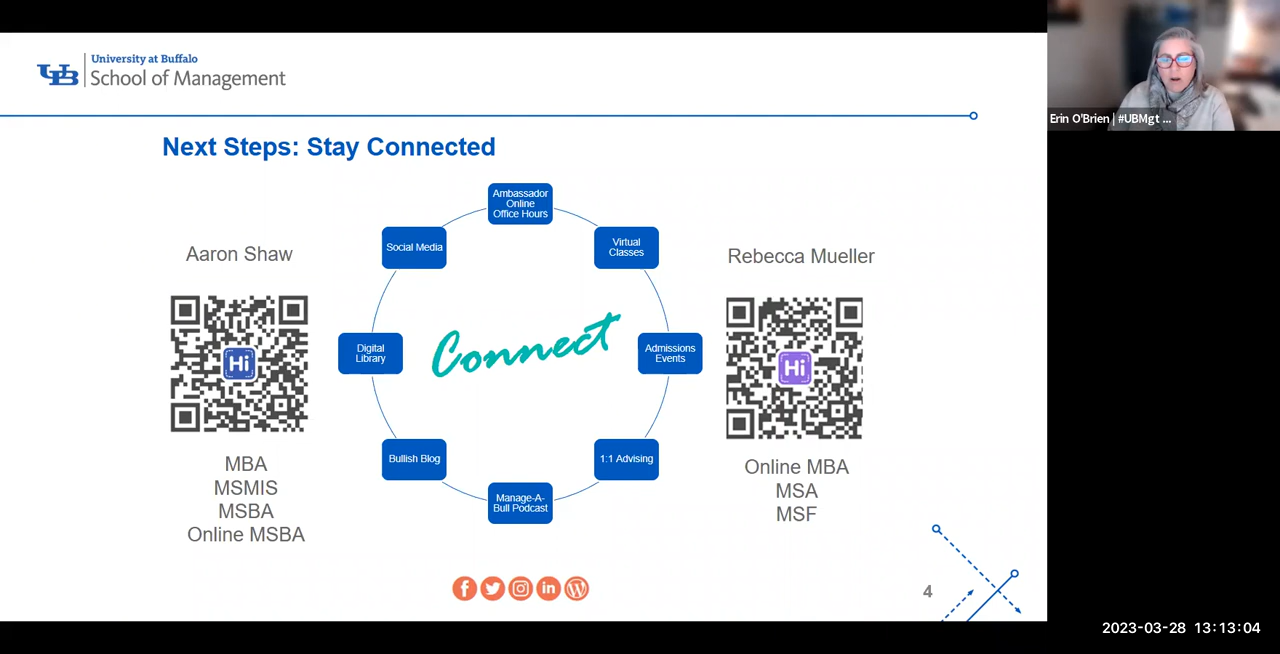 University at Buffalo
School of Management
Erin O'Brien | #UBMgt ...
Next Steps: Stay Connected
Ambassador
Online
Office Hours
Social Media
Virtual
Classes
Aaron Shaw
Rebecca Mueller
Connect
Digital
Library
Admissions
Events
Hi
Hi
Bullish Blog
1:1 Advising
MBA
MSMIS
MSBA
Online MSBA
Online MBA
MSA
MSF
Manage-A-
Bull Podcast
4
2023-03-28 13:13:04